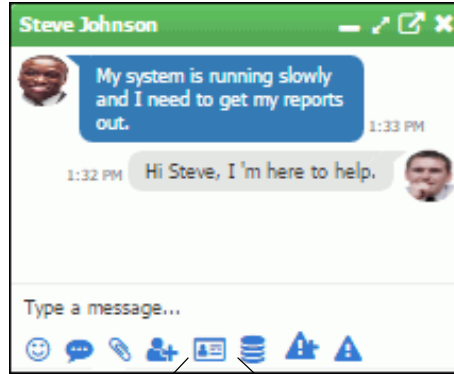 Steve Johnson
My system is running slowly
and I need to get my reports
out.
1:33 PM
1:32 PM
Hi Steve, I 'm here to help.
Type a message...